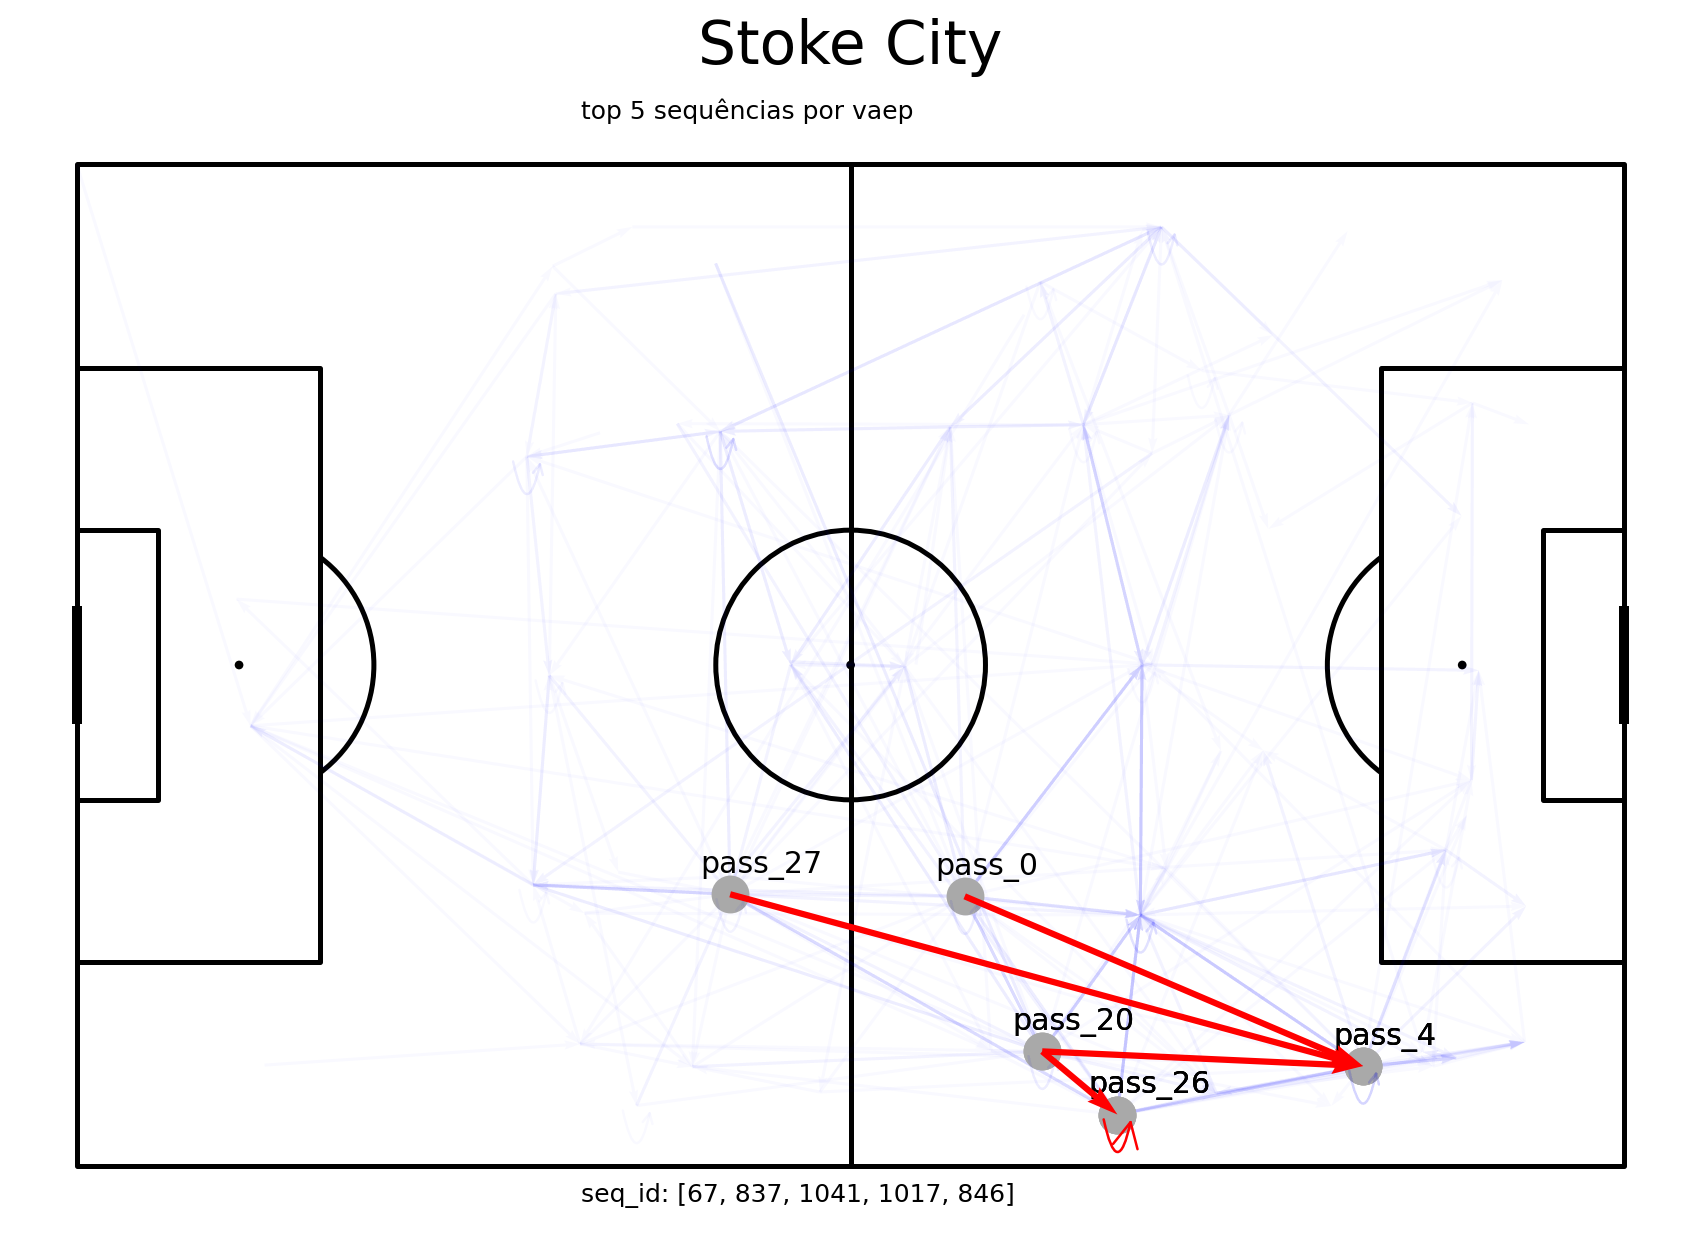 Stoke City
top 5 sequências por vaep
pass_27
pass_0
pass_20
pass_4
pass_26
seq_id: [67, 837, 1041, 1017, 846]